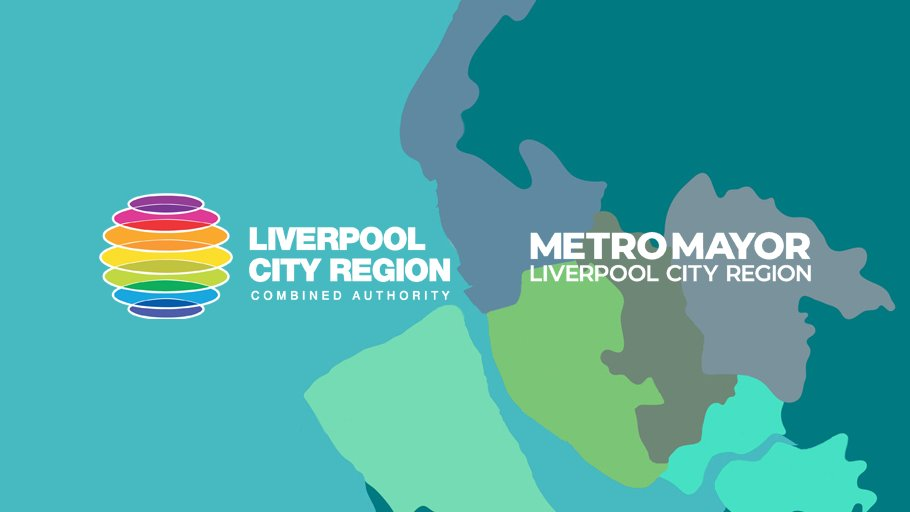 LIVERPOOL
CITY REGION
COMBINED AUTHORITY
METRO MAYOR
LIVERPOOL CITY REGION